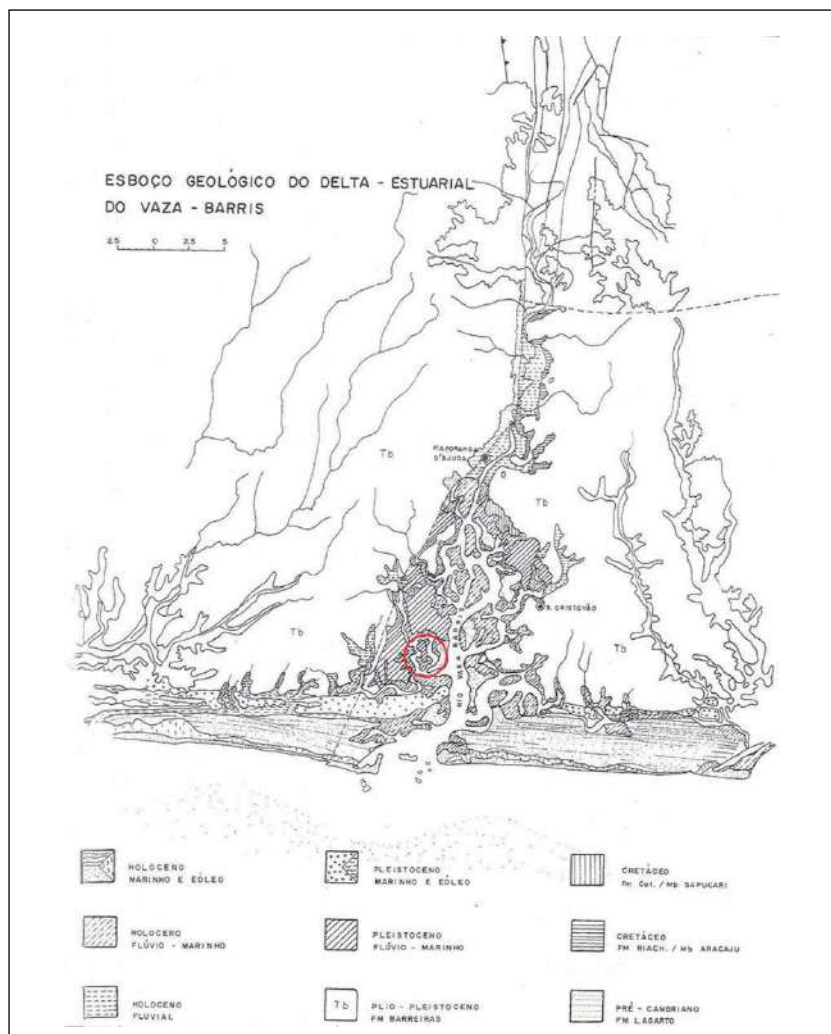 ESBOÇO GEOLÓGICO DO DELTA - ESTUARIAL
DO VAZA - BARRIS
2.5 0 2.5 5
Tb
Tb
S. CRISTOVÃO
Tb
Tb
RIO VAZA BARRIS
HOLOCENO
MARINHO E EÓLEO
PLEISTOCENO
MARINHO E EÓLEO
CRETÁCEO
Fm Cot. / Mb SAPUCARI
HOLOCENO
FLÚVIO - MARINHO
PLEISTOCENO
FLÚVIO - MARINHO
CRETÁCEO
FM RIACH. / Mb ARACAJU
HOLOCENO
FLUVIAL
Tb
PLIO - PLEISTOCENO
FM BARREIRAS
PRÉ - CAMBRIANO
FM LAGARTO